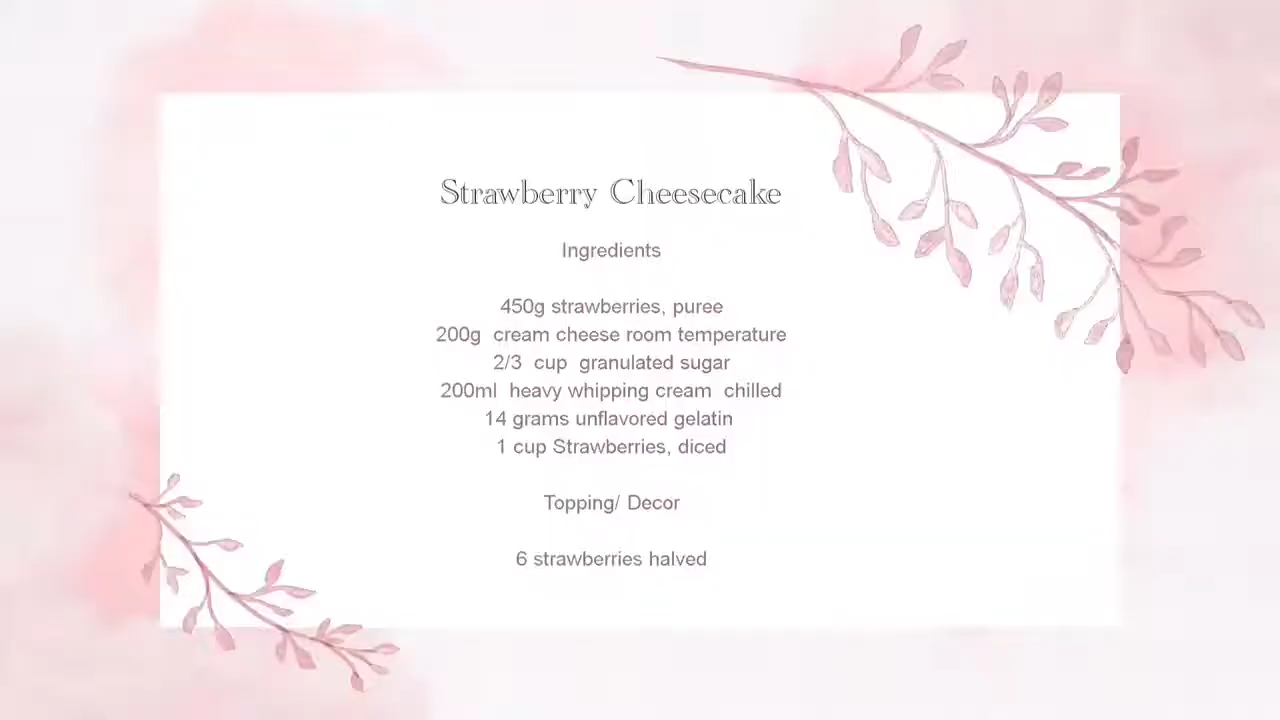 Strawberry Cheesecake
Ingredients
450g strawberries, puree
200g cream cheese room temperature
2/3 cup granulated sugar
200ml heavy whipping cream chilled
14 grams unflavored gelatin
1 cup Strawberries, diced
Topping/ Decor
6 strawberries halved